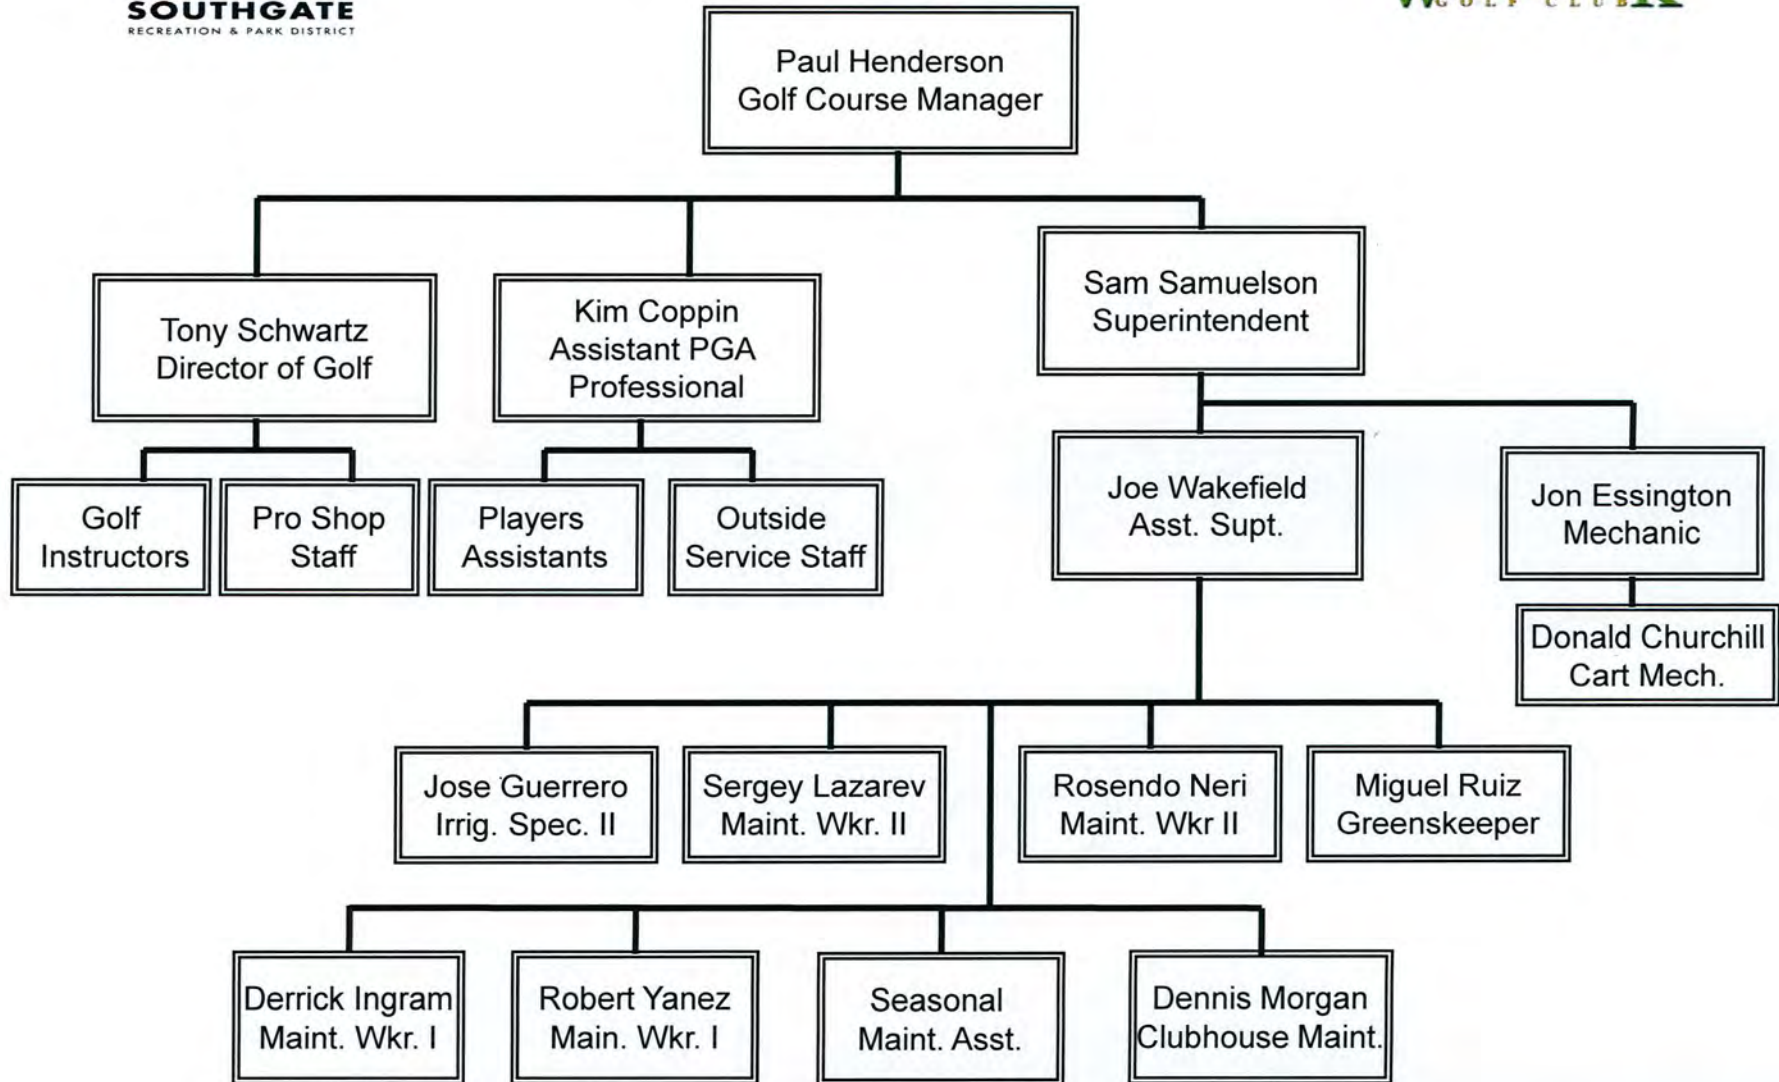 SOUTHGATE
RECREATION & PARK DISTRICT
GOLF CLUB
Paul Henderson
Golf Course Manager
Tony Schwartz
Director of Golf
Kim Coppin
Assistant PGA
Professional
Sam Samuelson
Superintendent
Golf
Instructors
Pro Shop
Staff
Players
Assistants
Outside
Service Staff
Joe Wakefield
Asst. Supt.
Jon Essington
Mechanic
Donald Churchill
Cart Mech.
Jose Guerrero
Irrig. Spec. II
Sergey Lazarev
Maint. Wkr. II
Rosendo Neri
Maint. Wkr II
Miguel Ruiz
Greenskeeper
Derrick Ingram
Maint. Wkr. I
Robert Yanez
Main. Wkr. I
Seasonal
Maint. Asst.
Dennis Morgan
Clubhouse Maint.